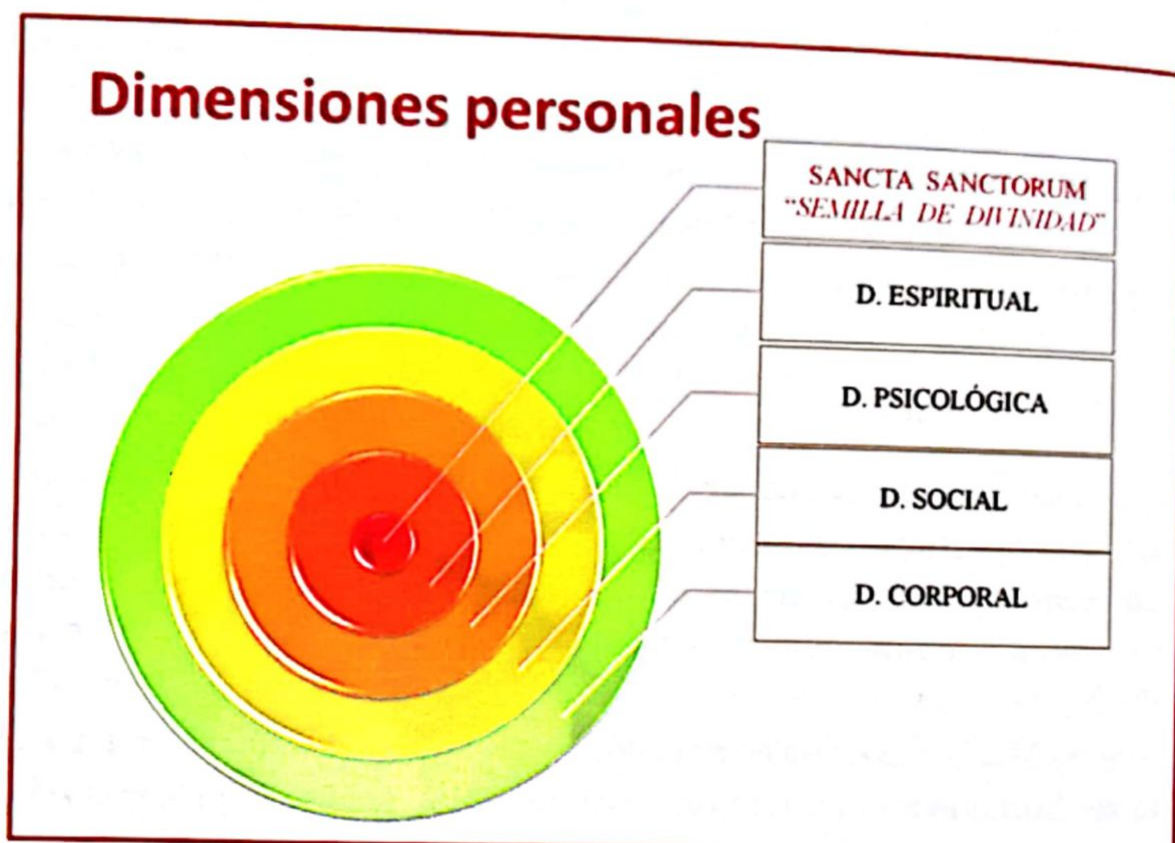 Dimensiones personales
SANCTA SANCTORUM
“SEMILLA DE DIVINIDAD”
D. ESPIRITUAL
D. PSICOLÓGICA
D. SOCIAL
D. CORPORAL